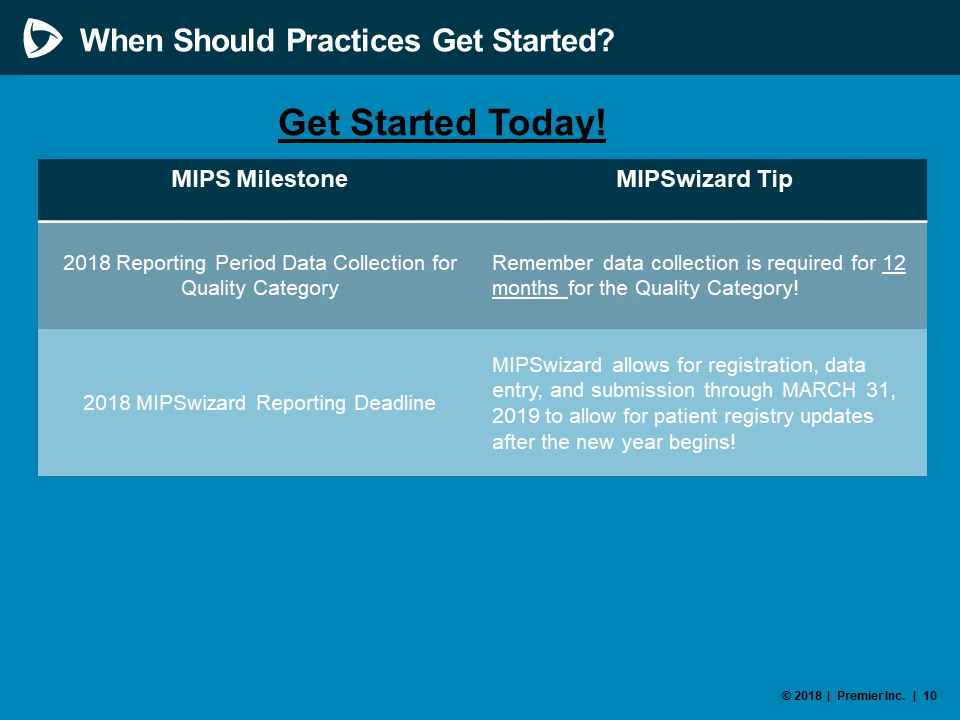 When Should Practices Get Started?
Get Started Today!
MIPS Milestone
MIPSwizard Tip
2018 Reporting Period Data Collection for
Quality Category
Remember data collection is required for 12
months for the Quality Category!
2018 MIPSwizard Reporting Deadline
MIPSwizard allows for registration, data
entry, and submission through MARCH 31,
2019 to allow for patient registry updates
after the new year begins!
© 2018 | Premier Inc. | 10